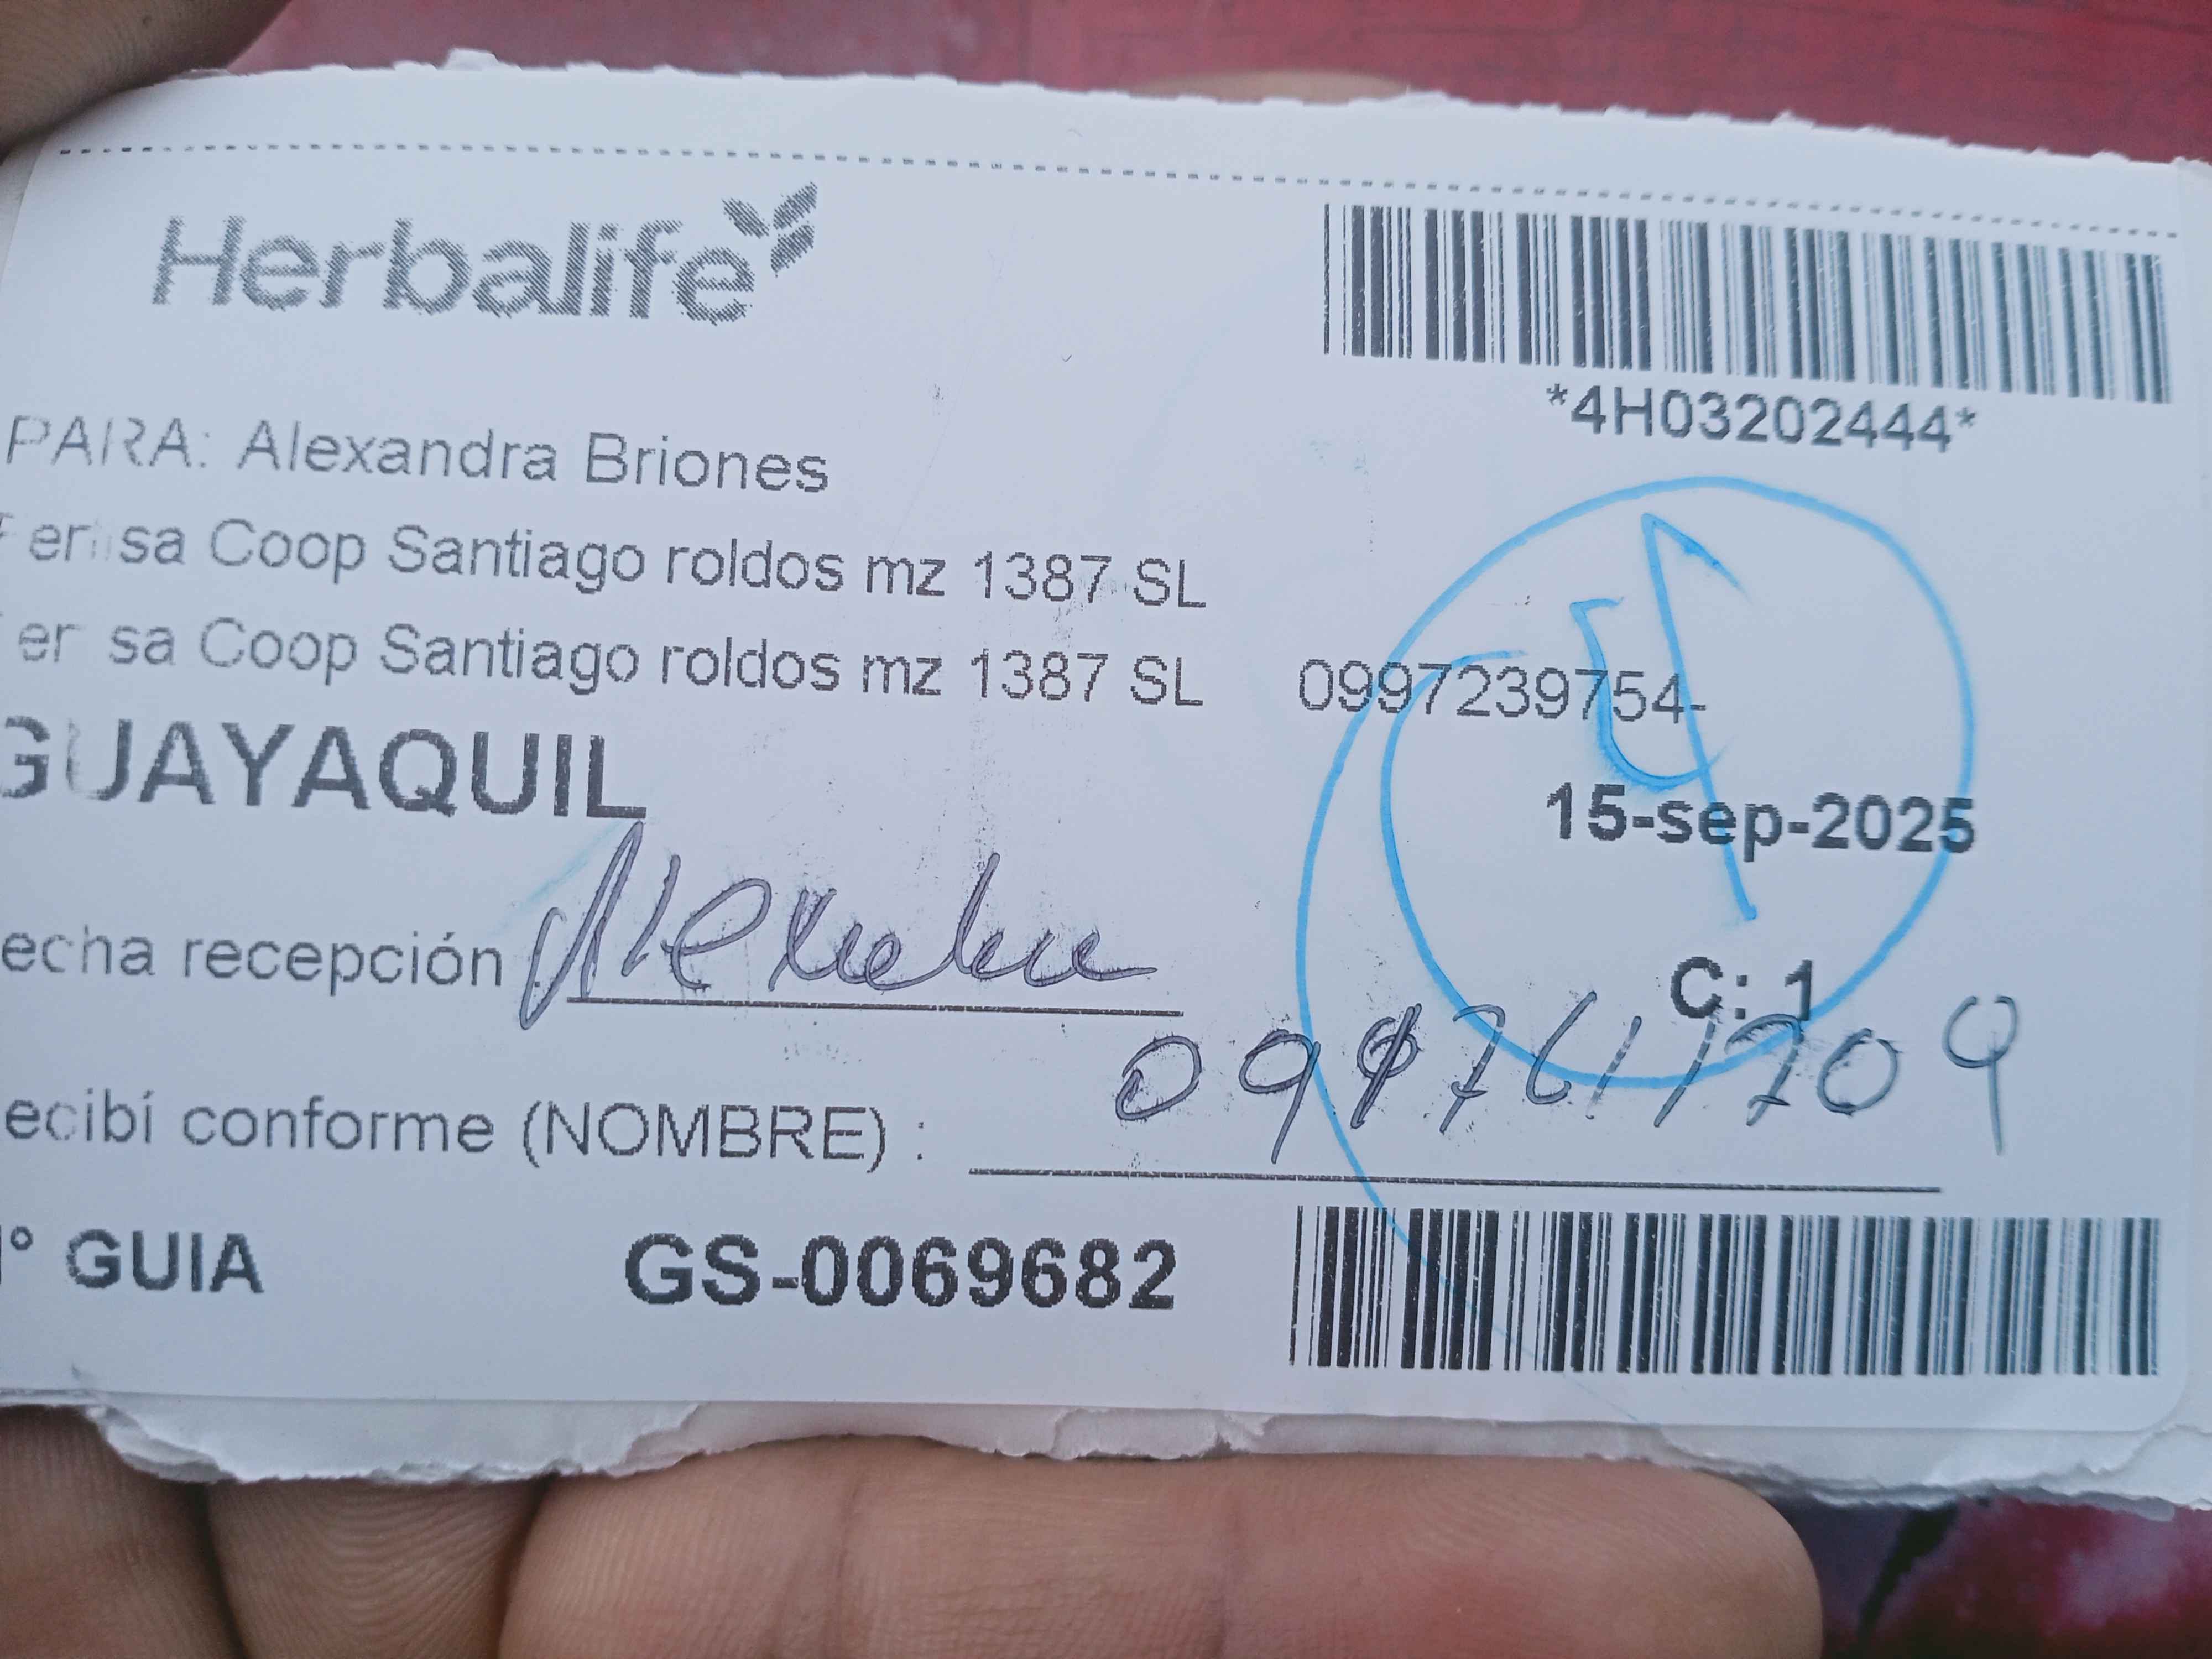 Herbalife
*4H03202444*
PARA: Alexandra Briones
sa Coop Santiago roldos mz 1387 SL
sa Coop Santiago roldos mz 1387 SL 0997239754-
GUAYAQUIL
15-sep-2025
echa recepción
C: 1
ecibí conforme (NOMBRE) :
° GUIA GS-0069682